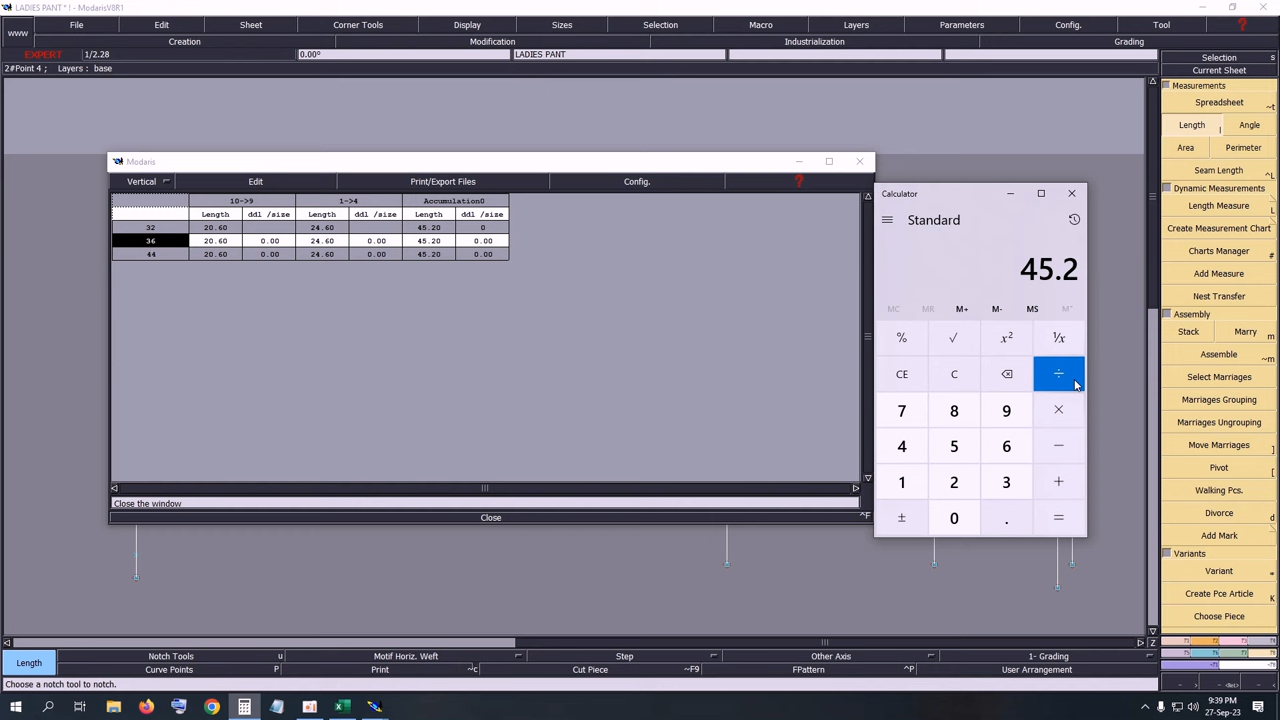 LADIES PANT * ! - ModarisV8R1
www
File Edit Sheet Corner Tools Display Sizes Selection Macro Layers Parameters Config. Tool ?
Creation Modification Industrialization Grading
EXPERT 1/2.28 0.00º LADIES PANT
2#Point 4 ; Layers : base
Modaris
Vertical Edit Print/Export Files Config. ?
10->9 1->4 Accumulation0
Length ddl /size Length ddl /size Length ddl /size
32 20.60 24.60 45.20 0
36 20.60 0.00 24.60 0.00 45.20 0.00
44 20.60 0.00 24.60 0.00 45.20 0.00
Close the window
Close ^F
Calculator
Standard
45.2
MC MR M+ M- MS M˅
% √ x² ¹/x
CE C ⌫ ÷
7 8 9 ×
4 5 6 −
1 2 3 +
± 0 . =
Selection s
Current Sheet
Measurements
Spreadsheet ~t
Length l Angle
Area Perimeter
Seam Length ^L
Dynamic Measurements
Length Measure
Create Measurement Chart
Charts Manager #
Add Measure
Nest Transfer
Assembly
Stack Marry m
Assemble ~m
Select Marriages
Marriages Grouping
Marriages Ungrouping
Move Marriages ]
Pivot [
Walking Pcs.
Divorce d
Add Mark
Variants
Variant *
Create Pce Article K
Choose Piece
Z
Length
Notch Tools u Motif Horiz. Weft Step Other Axis 1- Grading
Curve Points P Print ~c Cut Piece ~F9 FPattern ^P User Arrangement
Choose a notch tool to notch.
9:39 PM
27-Sep-23